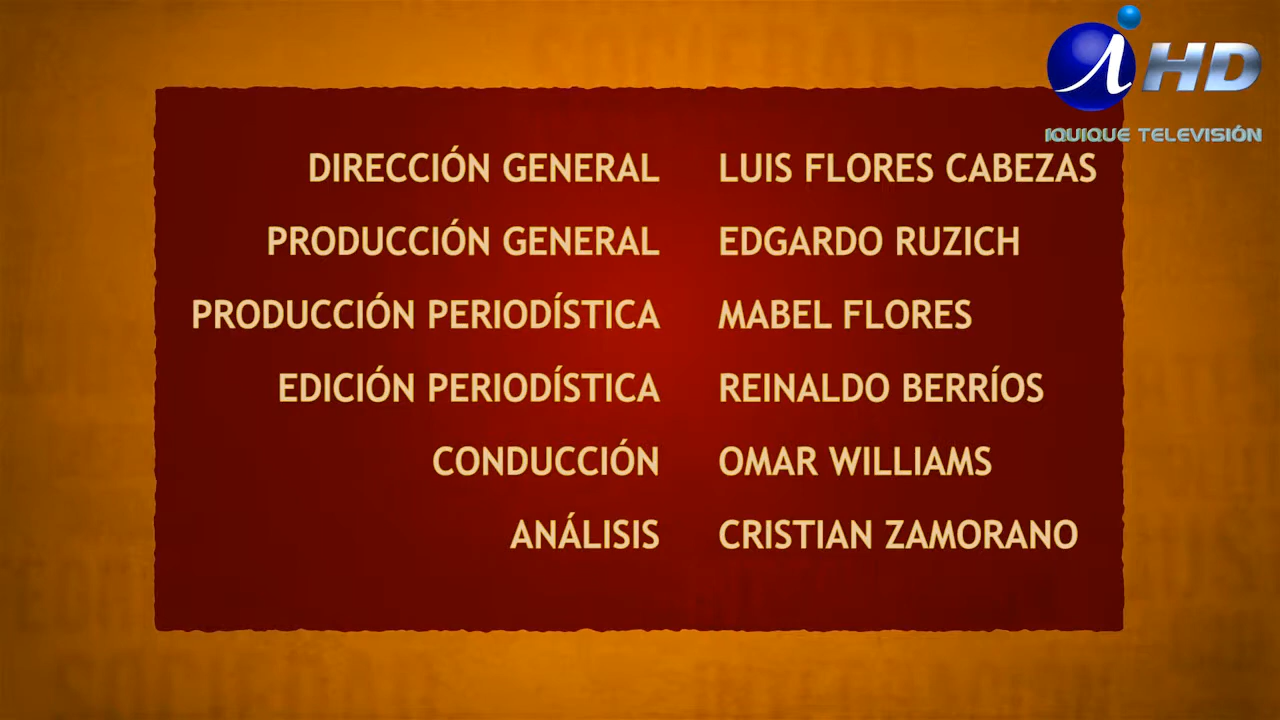 HD
IQUIQUE TELEVISIÓN
DIRECCIÓN GENERAL LUIS FLORES CABEZAS
PRODUCCIÓN GENERAL EDGARDO RUZICH
PRODUCCIÓN PERIODÍSTICA MABEL FLORES
EDICIÓN PERIODÍSTICA REINALDO BERRÍOS
CONDUCCIÓN OMAR WILLIAMS
ANÁLISIS CRISTIAN ZAMORANO